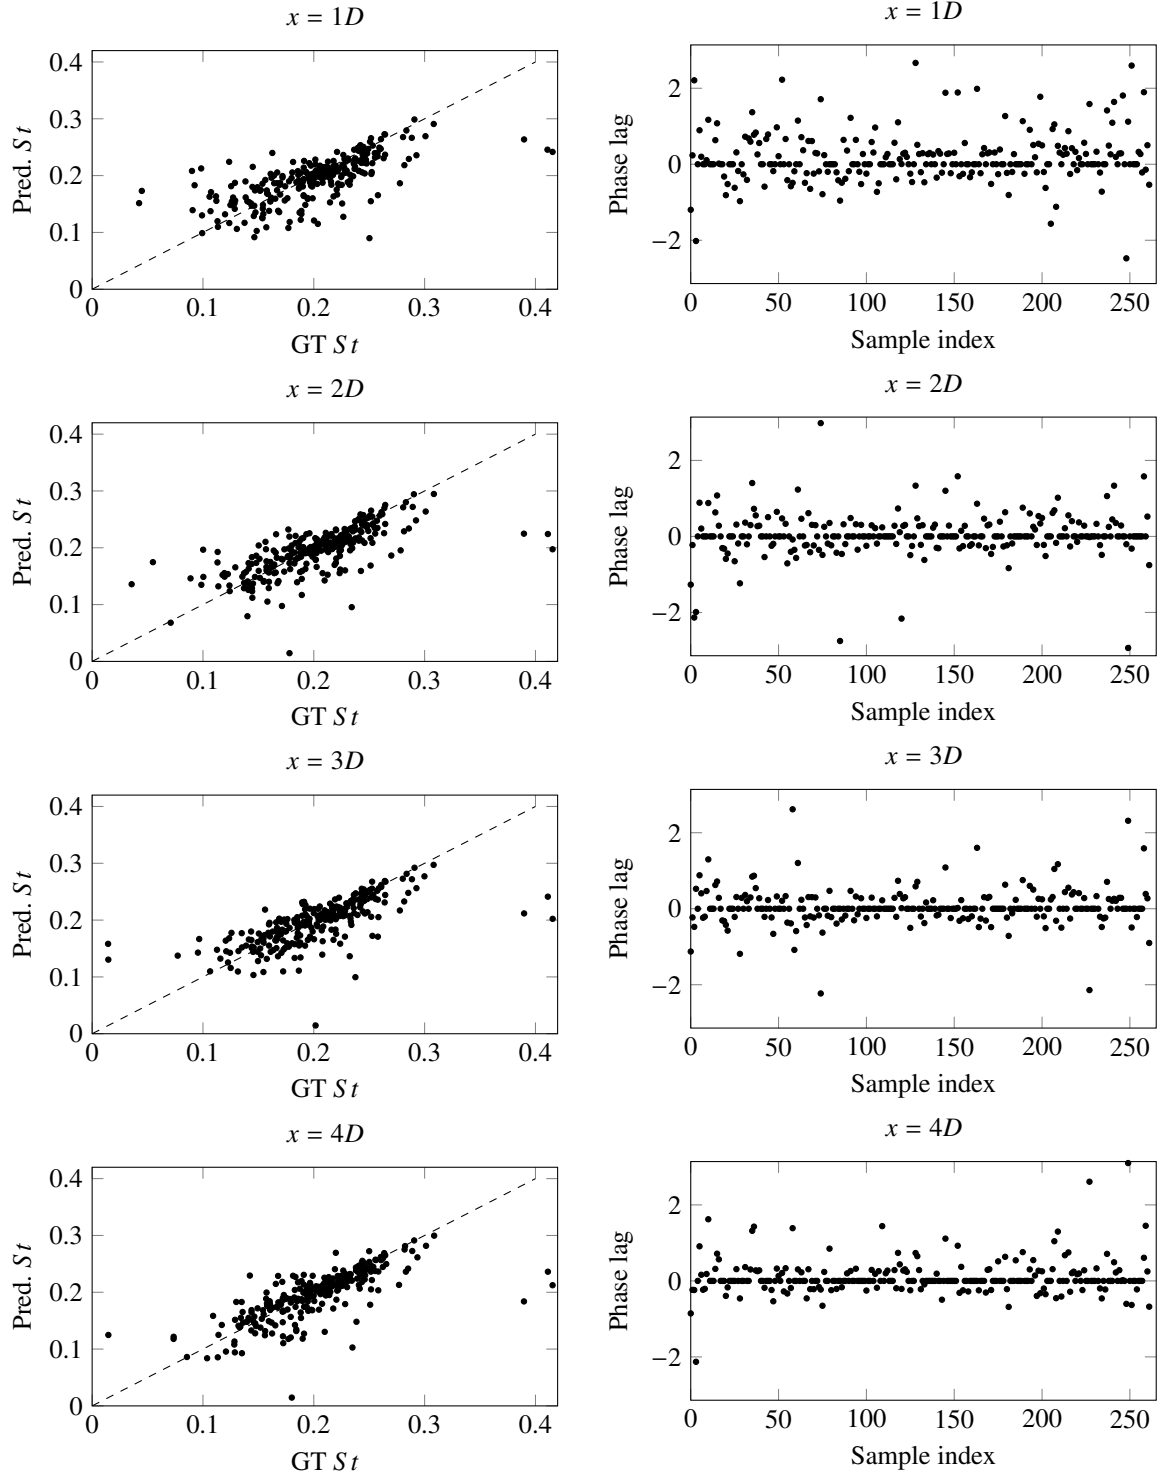 x = 1D
x = 1D
0.4
0.3
0.2
0.1
0
Pred. St
0 0.1 0.2 0.3 0.4
GT St
2
0
−2
Phase lag
0 50 100 150 200 250
Sample index
x = 2D
x = 2D
0.4
0.3
0.2
0.1
0
Pred. St
0 0.1 0.2 0.3 0.4
GT St
2
0
−2
Phase lag
0 50 100 150 200 250
Sample index
x = 3D
x = 3D
0.4
0.3
0.2
0.1
0
Pred. St
0 0.1 0.2 0.3 0.4
GT St
2
0
−2
Phase lag
0 50 100 150 200 250
Sample index
x = 4D
x = 4D
0.4
0.3
0.2
0.1
0
Pred. St
0 0.1 0.2 0.3 0.4
GT St
2
0
−2
Phase lag
0 50 100 150 200 250
Sample index